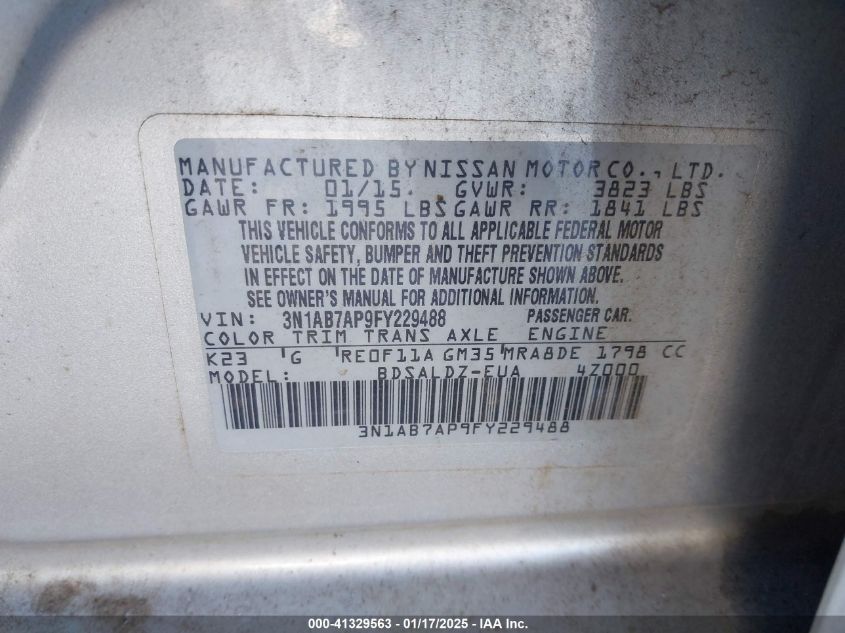 MANUFACTURED BY NISSAN MOTOR CO., LTD.
DATE: 01/15. GVWR: 3823 LBS
GAWR FR: 1995 LBS GAWR RR: 1841 LBS
THIS VEHICLE CONFORMS TO ALL APPLICABLE FEDERAL MOTOR
VEHICLE SAFETY, BUMPER AND THEFT PREVENTION STANDARDS
IN EFFECT ON THE DATE OF MANUFACTURE SHOWN ABOVE.
SEE OWNER'S MANUAL FOR ADDITIONAL INFORMATION.
VIN: 3N1AB7AP9FY229488 PASSENGER CAR.
COLOR TRIM TRANS AXLE ENGINE
K23 'G 'RE0F11A GM35'MRA8DE 1798 CC
MODEL: BDSALDZ-EUA 4Z000
3N1AB7AP9FY229488
000-41329563 - 01/17/2025 - IAA Inc.